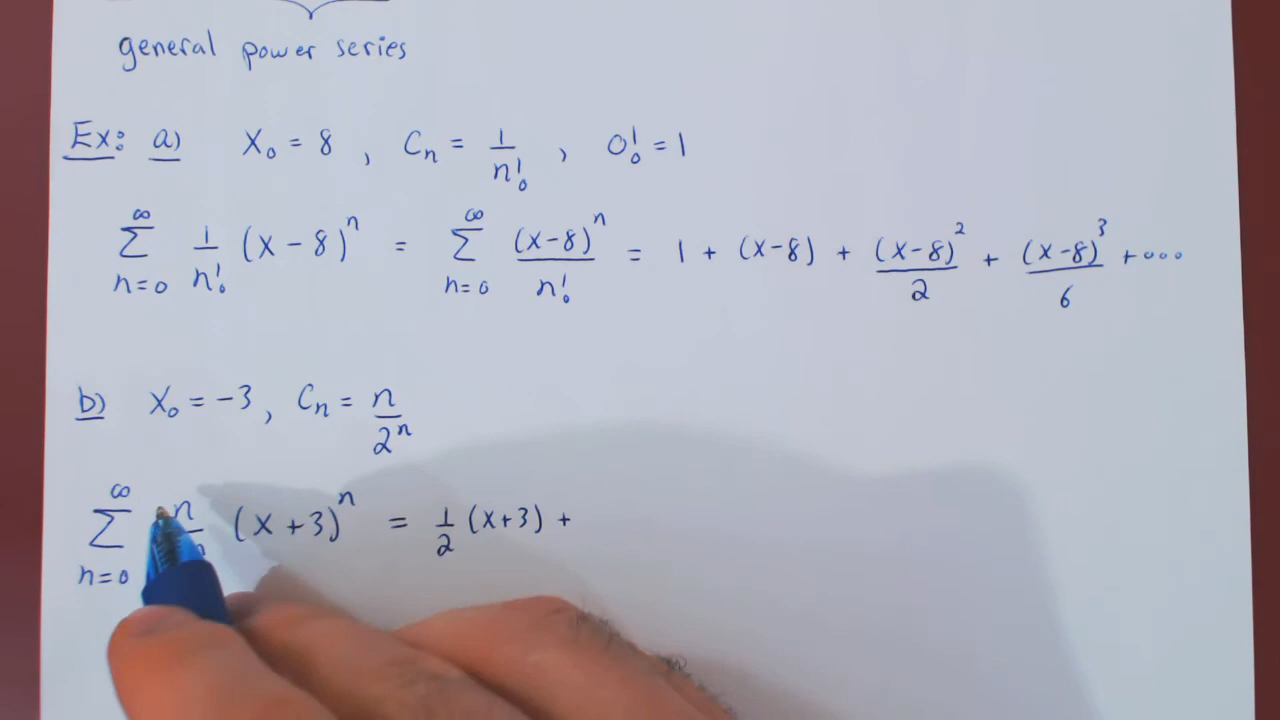 general power series
Ex: a) x₀ = 8 , Cₙ = 1/n! , 0! = 1
∑_{n=0}^{∞} 1/n! (x-8)^n = ∑_{n=0}^{∞} (x-8)^n/n! = 1 + (x-8) + (x-8)^2/2 + (x-8)^3/6 + ...
b) x₀ = -3 , Cₙ = n/2^n
∑_{n=0}^{∞} n (x+3)^n = 1/2 (x+3) +